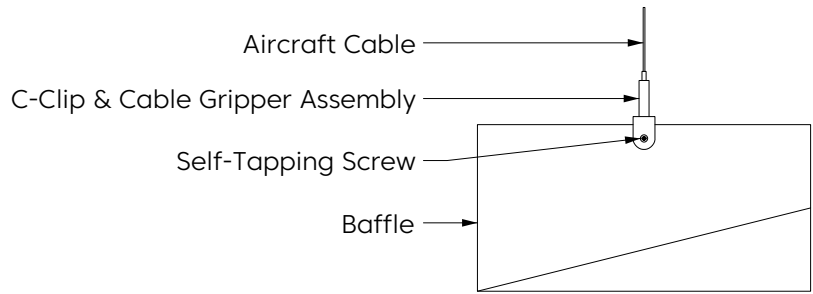 Aircraft Cable
C-Clip & Cable Gripper Assembly
Self-Tapping Screw
Baffle